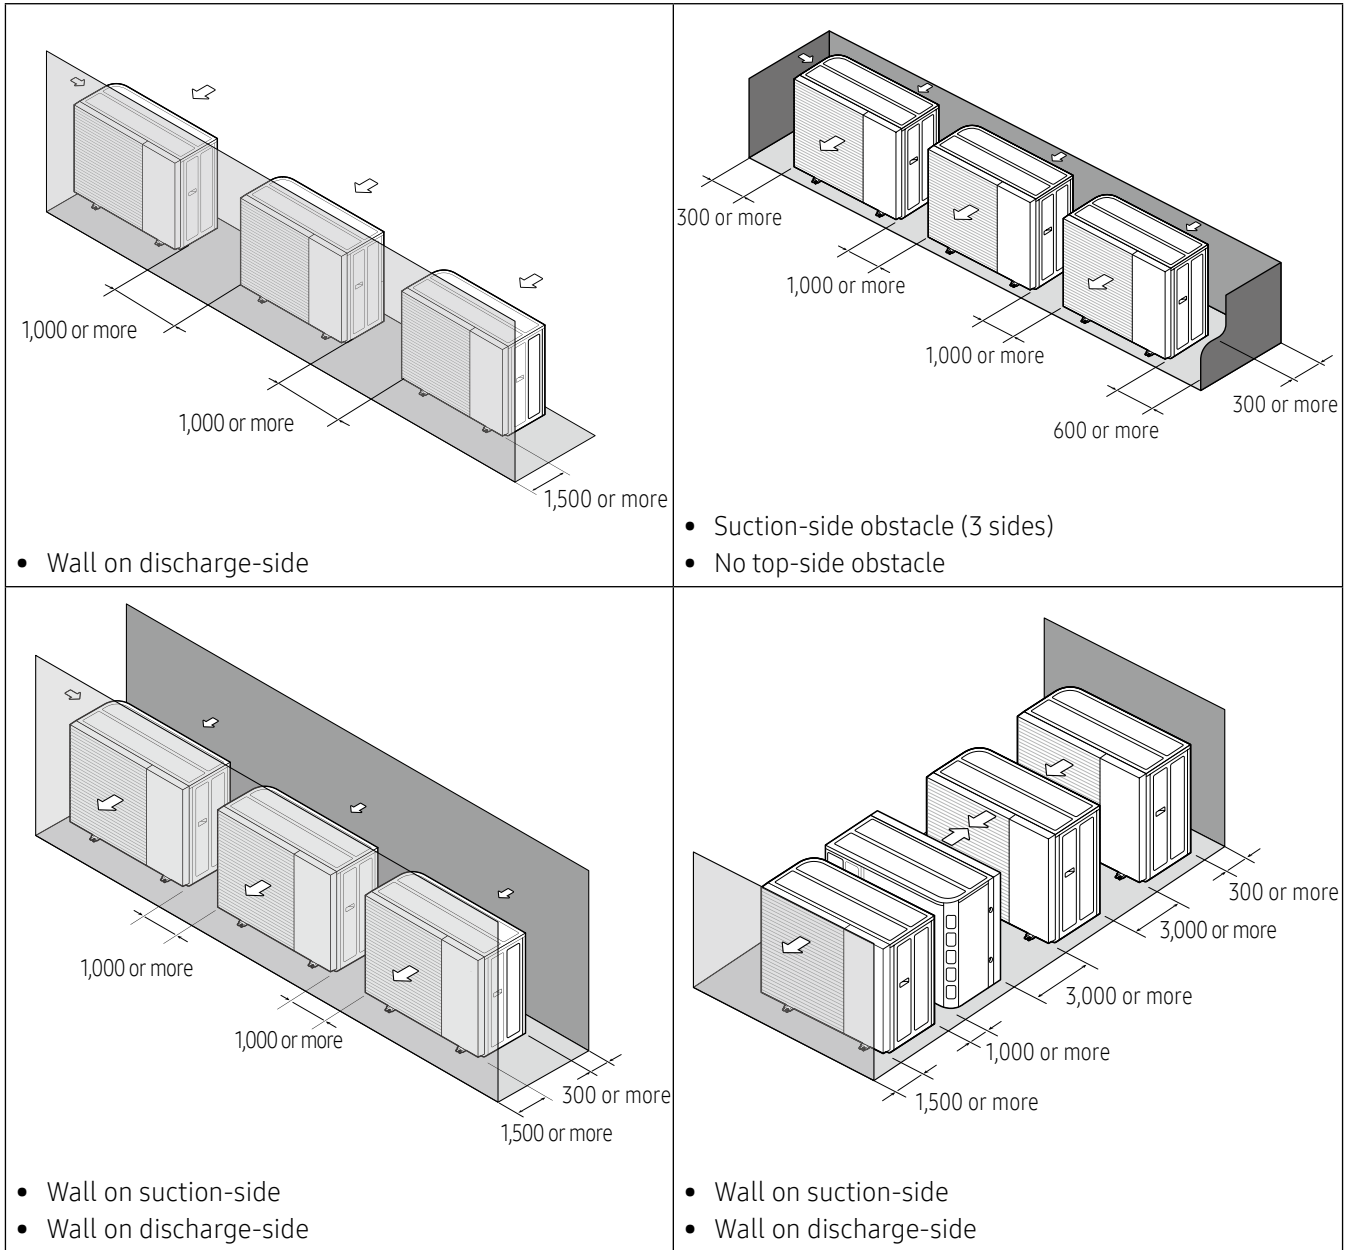 1,000 or more
1,000 or more
1,500 or more
• Wall on discharge-side
300 or more
1,000 or more
1,000 or more
300 or more
600 or more
• Suction-side obstacle (3 sides)
• No top-side obstacle
1,000 or more
1,000 or more
300 or more
1,500 or more
• Wall on suction-side
• Wall on discharge-side
300 or more
3,000 or more
3,000 or more
1,000 or more
1,500 or more
• Wall on suction-side
• Wall on discharge-side